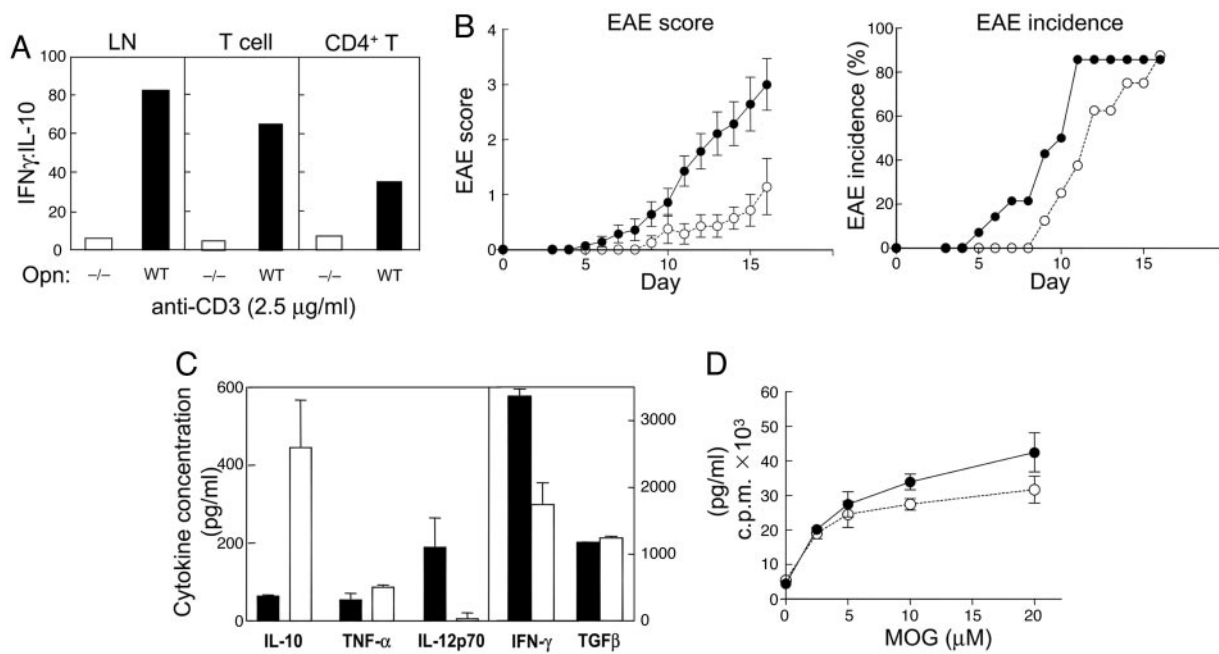 A
LN T cell CD4+ T
IFNγ:IL-10
100
80
60
40
20
0
Opn: –/– WT –/– WT –/– WT
anti-CD3 (2.5 μg/ml)
B
EAE score
EAE score
4
3
2
1
0
0 5 10 15
Day
EAE incidence
EAE incidence (%)
100
80
60
40
20
0
0 5 10 15
Day
C
Cytokine concentration
(pg/ml)
600
400
200
0
3000
2000
1000
0
IL-10 TNF-α IL-12p70 IFN-γ TGFβ
D
(pg/ml)
c.p.m. ×10³
60
50
40
30
20
10
0
0 5 10 15 20
MOG (μM)